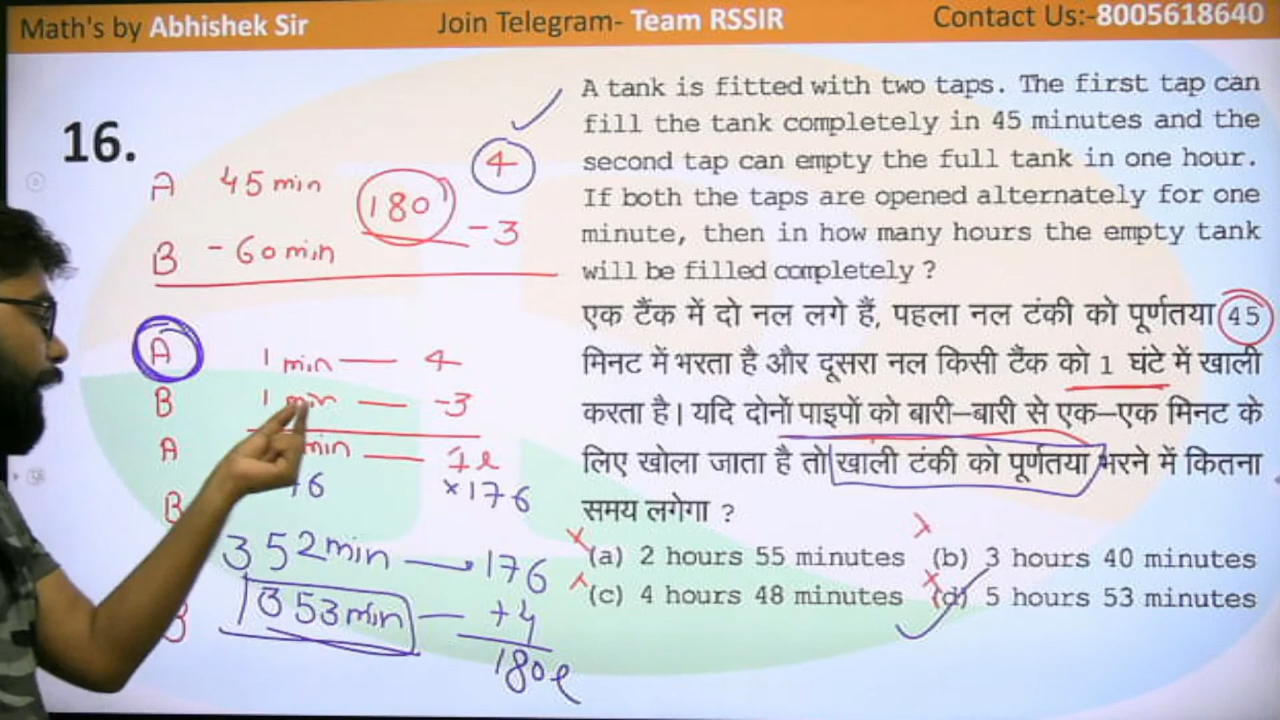 Math's by Abhishek Sir
Join Telegram- Team RSSIR
Contact Us:-8005618640
16.
A tank is fitted with two taps. The first tap can
fill the tank completely in 45 minutes and the
second tap can empty the full tank in one hour.
If both the taps are opened alternately for one
minute, then in how many hours the empty tank
will be filled completely ?
एक टैंक में दो नल लगे हैं, पहला नल टंकी को पूर्णतया 45
मिनट में भरता है और दूसरा नल किसी टैंक को 1 घंटे में खाली
करता है। यदि दोनों पाइपों को बारी–बारी से एक–एक मिनट के
लिए खोला जाता है तो खाली टंकी को पूर्णतया भरने में कितना
समय लगेगा ?
(a) 2 hours 55 minutes (b) 3 hours 40 minutes
(c) 4 hours 48 minutes (d) 5 hours 53 minutes
A 45 min 180 4
B - 60 min -3
A 1 min — 4
B 1 min — -3
A min — 1l
B 76 ×176
352 min → 176
353 min — +4
B 180l